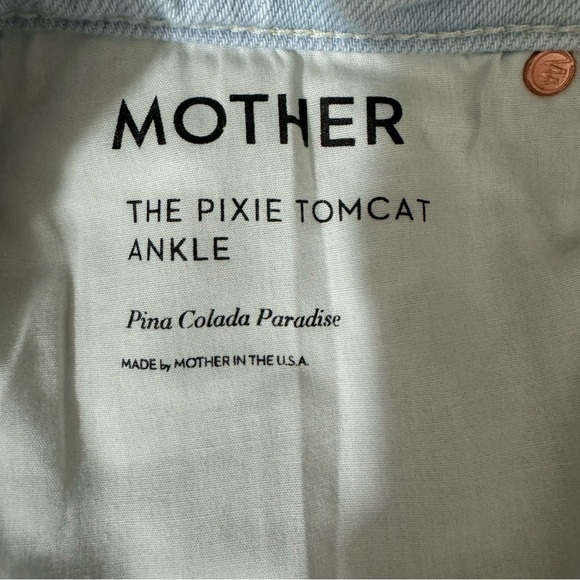 MOTHER
THE PIXIE TOMCAT
ANKLE
Pina Colada Paradise
MADE by MOTHER IN THE U.S.A.